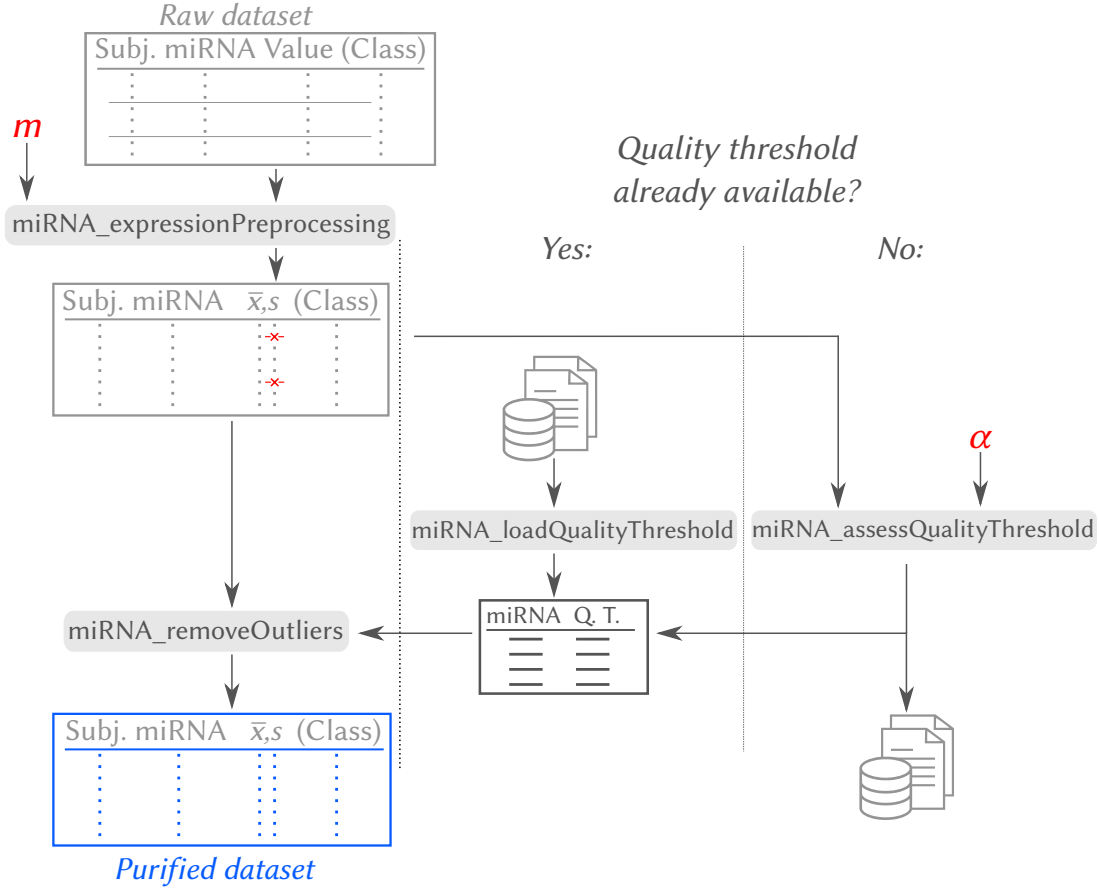 Raw dataset
Subj. miRNA Value (Class)
m
Quality threshold
already available?
miRNA_expressionPreprocessing
Yes:
No:
Subj. miRNA x̅,s (Class)
α
miRNA_loadQualityThreshold
miRNA_assessQualityThreshold
miRNA Q. T.
miRNA_removeOutliers
Subj. miRNA x̅,s (Class)
Purified dataset